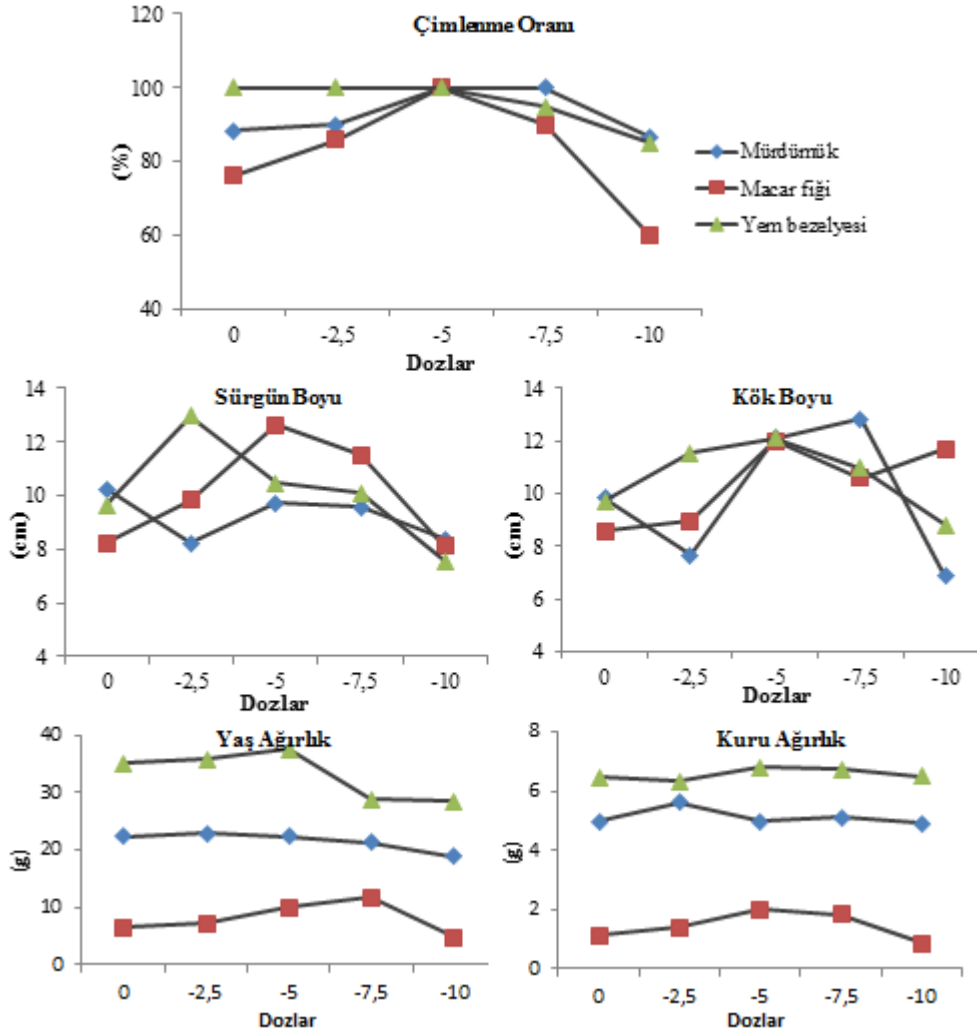 Çimlenme Oranı
120
100
80
60
40
(%)
0 -2,5 -5 -7,5 -10
Dozlar
Mürdümük
Macar fiği
Yem bezelyesi
Sürgün Boyu
14
12
10
8
6
4
(cm)
0 -2,5 -5 -7,5 -10
Dozlar
Kök Boyu
14
12
10
8
6
4
(cm)
0 -2,5 -5 -7,5 -10
Dozlar
Yaş Ağırlık
40
30
20
10
0
(g)
0 -2,5 -5 -7,5 -10
Dozlar
Kuru Ağırlık
8
6
4
2
0
(g)
0 -2,5 -5 -7,5 -10
Dozlar